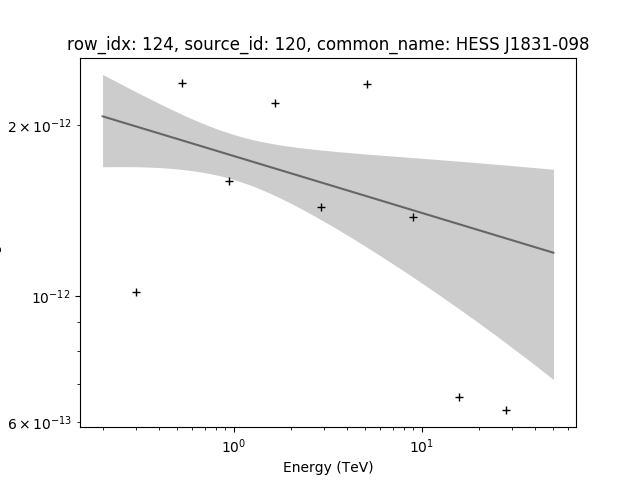 row_idx: 124, source_id: 120, common_name: HESS J1831-098
2 × 10⁻¹²
10⁻¹²
6 × 10⁻¹³
10⁰ 10¹
Energy (TeV)